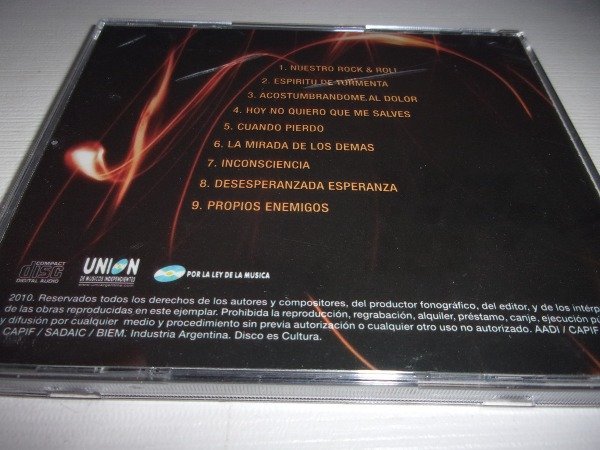 1. NUESTRO ROCK & ROLL
2. ESPIRITU DE TORMENTA
3. ACOSTUMBRANDOME AL DOLOR
4. HOY NO QUIERO QUE ME SALVES
5. CUANDO PIERDO
6. LA MIRADA DE LOS DEMAS
7. INCONSCIENCIA
8. DESESPERANZADA ESPERANZA
9. PROPIOS ENEMIGOS
COMPACT
disc
DIGITAL AUDIO
UNION
DE MUSICOS INDEPENDIENTES
POR LA LEY DE LA MUSICA
2010. Reservados todos los derechos de los autores y compositores, del productor fonográfico, del editor, y de los intérp
de las obras reproducidas en este ejemplar. Prohibida la reproducción, regrabación, alquiler, préstamo, canje, ejecución pú
y difusión por cualquier medio y procedimiento sin previa autorización o cualquier otro uso no autorizado. AADI / CAPIF
CAPIF / SADAIC / BIEM. Industria Argentina. Disco es Cultura.